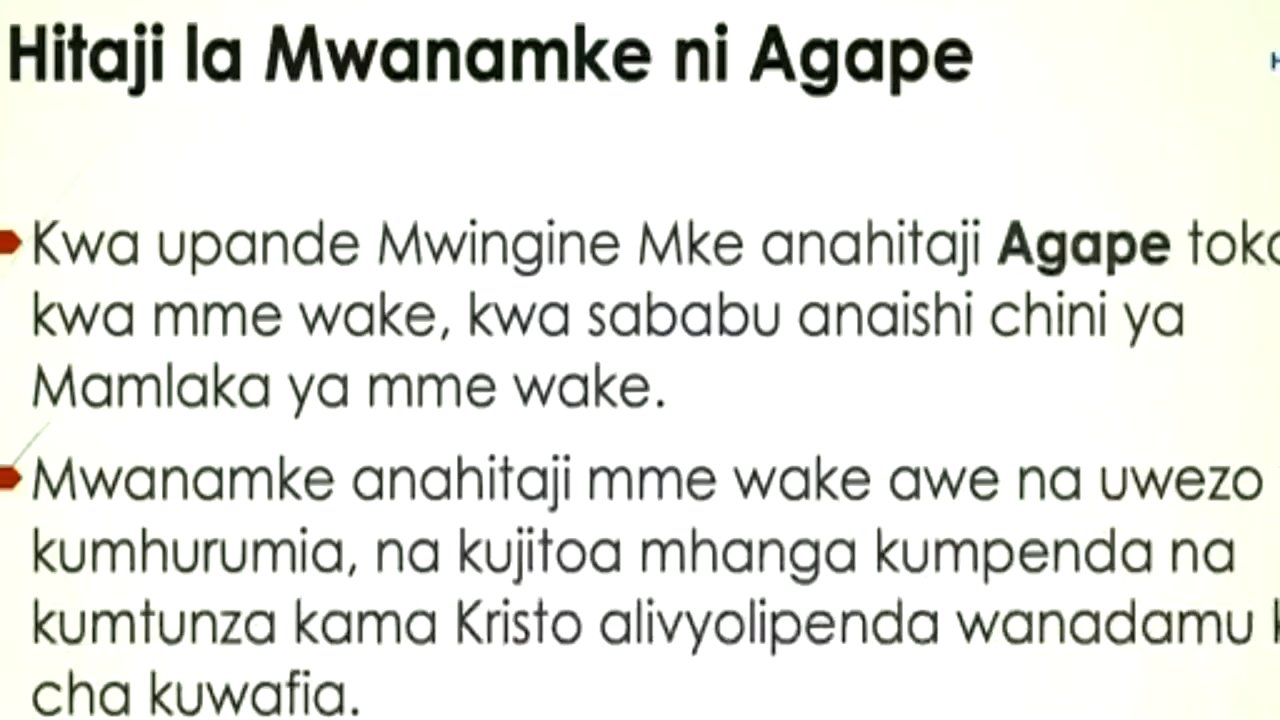 Hitaji la Mwanamke ni Agape
Kwa upande Mwingine Mke anahitaji Agape
kwa mme wake, kwa sababu anaishi chini ya
Mamlaka ya mme wake.
Mwanamke anahitaji mme wake awe na uwezo
kumhurumia, na kujitoa mhanga kumpenda na
kumtunza kama Kristo alivyolipenda wanadamu
cha kuwafia.